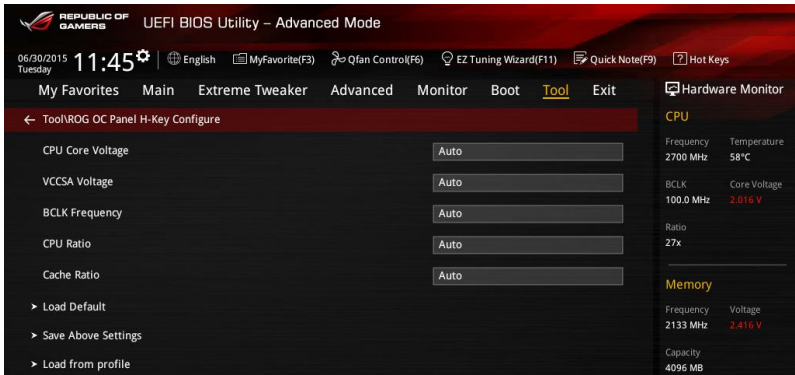 REPUBLIC OF GAMERS UEFI BIOS Utility – Advanced Mode
06/30/2015 Tuesday 11:45 English MyFavorite(F3) Qfan Control(F6) EZ Tuning Wizard(F11) Quick Note(F9) ? Hot Keys
My Favorites Main Extreme Tweaker Advanced Monitor Boot Tool Exit
← Tool\ROG OC Panel H-Key Configure
CPU Core Voltage Auto
VCCSA Voltage Auto
BCLK Frequency Auto
CPU Ratio Auto
Cache Ratio Auto
➤ Load Default
➤ Save Above Settings
➤ Load from profile
Hardware Monitor
CPU
Frequency Temperature
2700 MHz 58°C
BCLK Core Voltage
100.0 MHz 2.016 V
Ratio
27x
Memory
Frequency Voltage
2133 MHz 2.416 V
Capacity
4096 MB